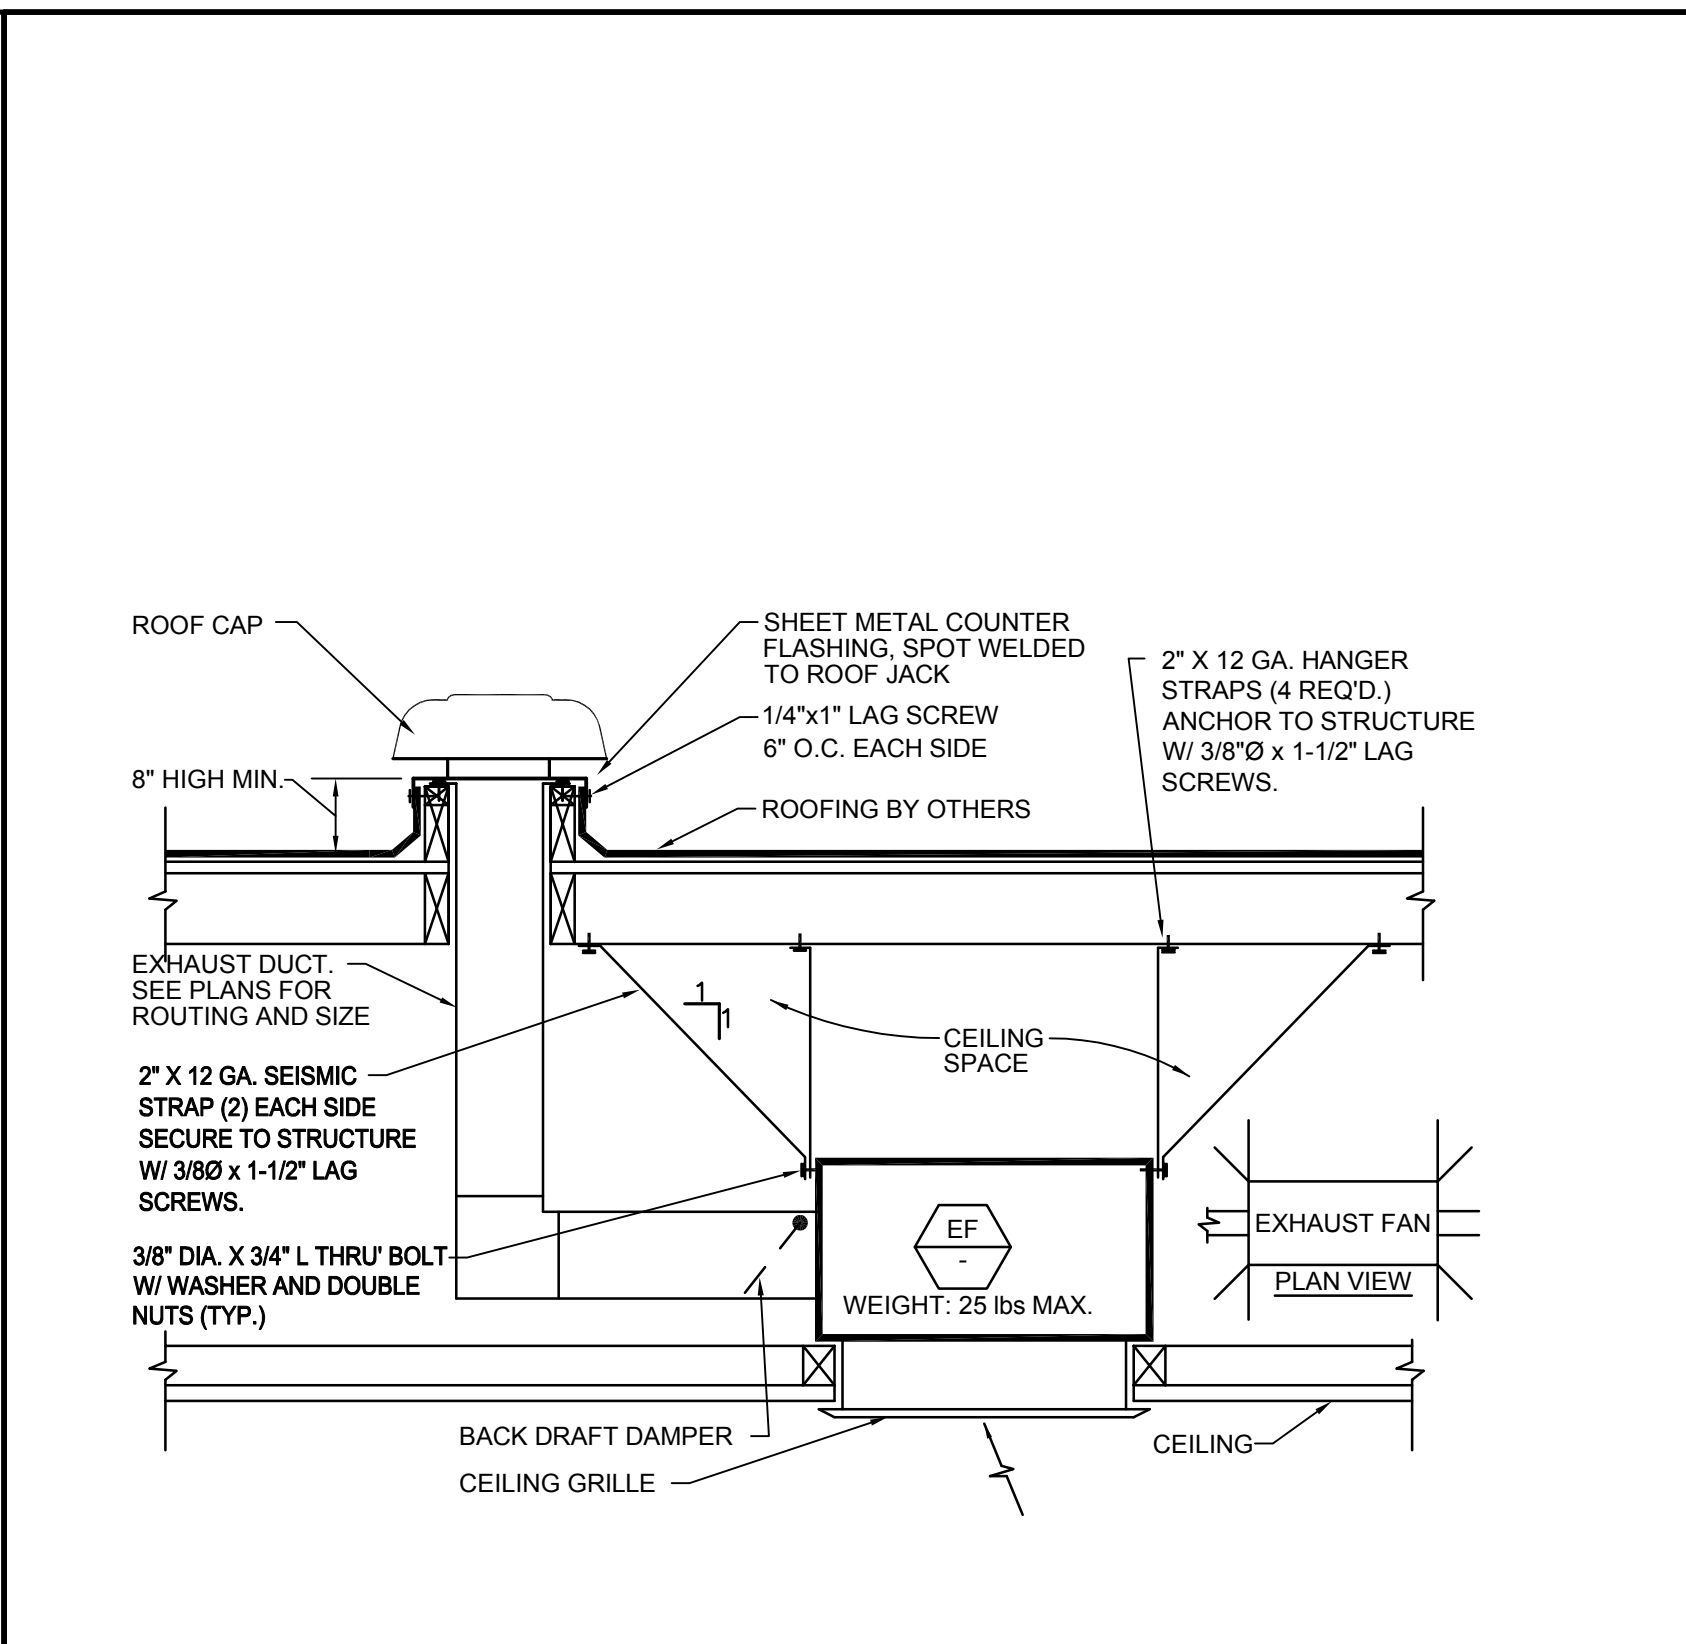 ROOF CAP
SHEET METAL COUNTER
FLASHING, SPOT WELDED
TO ROOF JACK
2" X 12 GA. HANGER
STRAPS (4 REQ'D.)
ANCHOR TO STRUCTURE
W/ 3/8"Ø x 1-1/2" LAG
SCREWS.
1/4"x1" LAG SCREW
6" O.C. EACH SIDE
8" HIGH MIN.
ROOFING BY OTHERS
EXHAUST DUCT.
SEE PLANS FOR
ROUTING AND SIZE
1
1
CEILING
SPACE
2" X 12 GA. SEISMIC
STRAP (2) EACH SIDE
SECURE TO STRUCTURE
W/ 3/8Ø x 1-1/2" LAG
SCREWS.
3/8" DIA. X 3/4" L THRU' BOLT
W/ WASHER AND DOUBLE
NUTS (TYP.)
EF
-
WEIGHT: 25 lbs MAX.
EXHAUST FAN
PLAN VIEW
BACK DRAFT DAMPER
CEILING GRILLE
CEILING